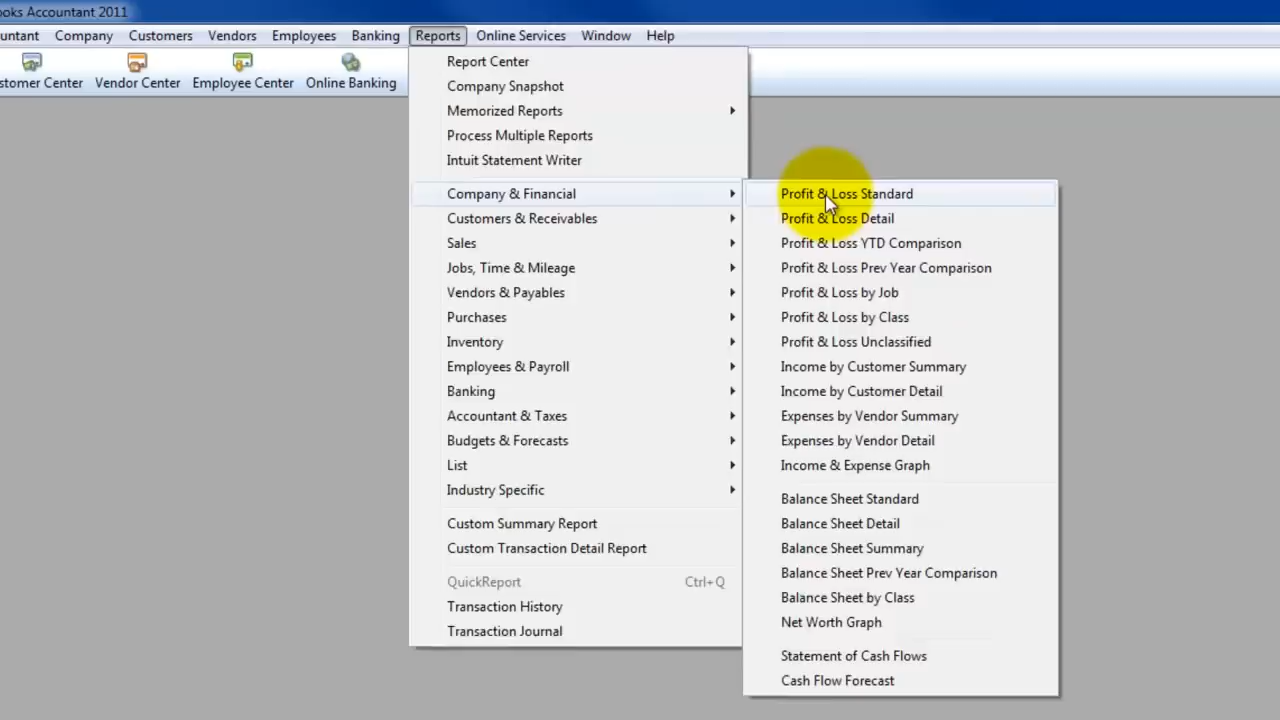 ooks Accountant 2011
untant Company Customers Vendors Employees Banking Reports Online Services Window Help
stomer Center Vendor Center Employee Center Online Banking
Report Center
Company Snapshot
Memorized Reports
Process Multiple Reports
Intuit Statement Writer
Company & Financial
Customers & Receivables
Sales
Jobs, Time & Mileage
Vendors & Payables
Purchases
Inventory
Employees & Payroll
Banking
Accountant & Taxes
Budgets & Forecasts
List
Industry Specific
Custom Summary Report
Custom Transaction Detail Report
QuickReport Ctrl+Q
Transaction History
Transaction Journal
Profit & Loss Standard
Profit & Loss Detail
Profit & Loss YTD Comparison
Profit & Loss Prev Year Comparison
Profit & Loss by Job
Profit & Loss by Class
Profit & Loss Unclassified
Income by Customer Summary
Income by Customer Detail
Expenses by Vendor Summary
Expenses by Vendor Detail
Income & Expense Graph
Balance Sheet Standard
Balance Sheet Detail
Balance Sheet Summary
Balance Sheet Prev Year Comparison
Balance Sheet by Class
Net Worth Graph
Statement of Cash Flows
Cash Flow Forecast